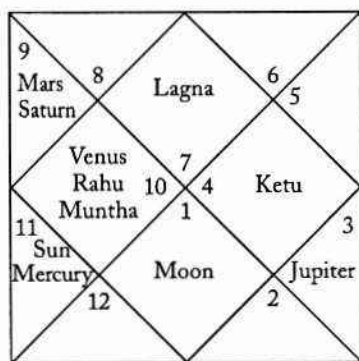 9
8
6
Mars
Saturn
Lagna
5
Venus
Rahu
Muntha
7
10
4
1
Ketu
11
Sun
Mercury
3
Moon
Jupiter
12
2